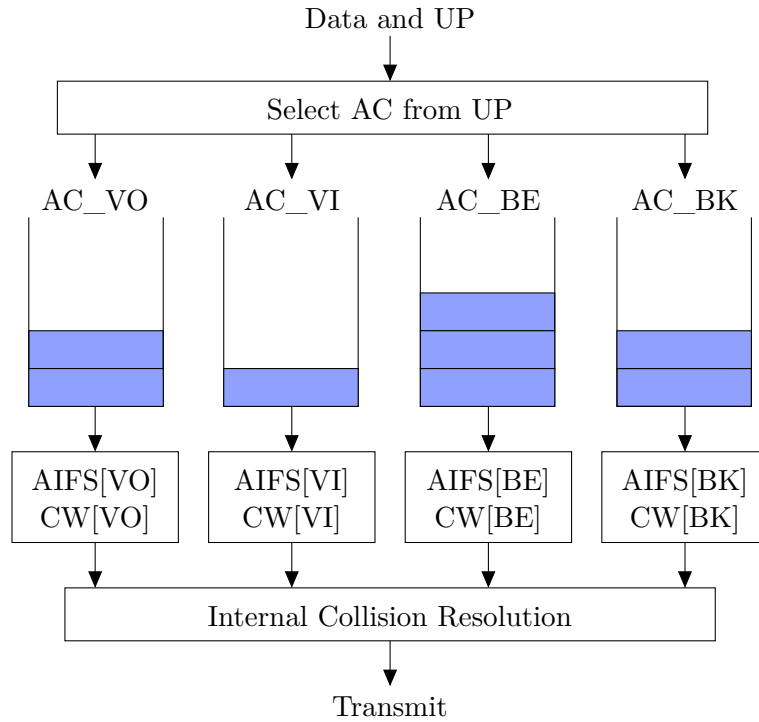 Data and UP
Select AC from UP
AC_VO
AC_VI
AC_BE
AC_BK
AIFS[VO]
CW[VO]
AIFS[VI]
CW[VI]
AIFS[BE]
CW[BE]
AIFS[BK]
CW[BK]
Internal Collision Resolution
Transmit